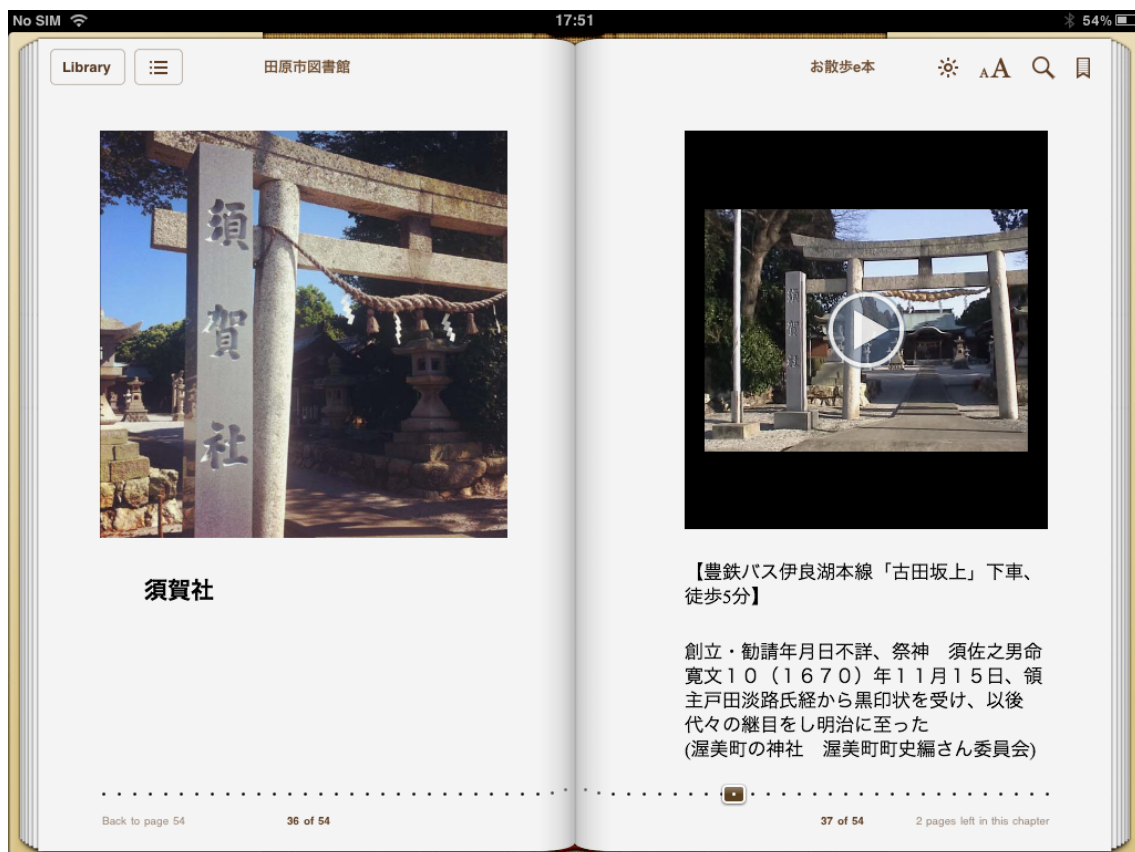 No SIM
17:51
54%
Library
田原市図書館
お散歩e本
AA
須
賀
社
須賀社
須
賀
社
【豊鉄バス伊良湖本線「古田坂上」下車、
徒歩5分】
創立・勧請年月日不詳、祭神　須佐之男命
寛文１０（１６７０）年１１月１５日、領
主戸田淡路氏経から黒印状を受け、以後
代々の継目をし明治に至った
(渥美町の神社　渥美町町史編さん委員会)
Back to page 54
36 of 54
37 of 54
2 pages left in this chapter